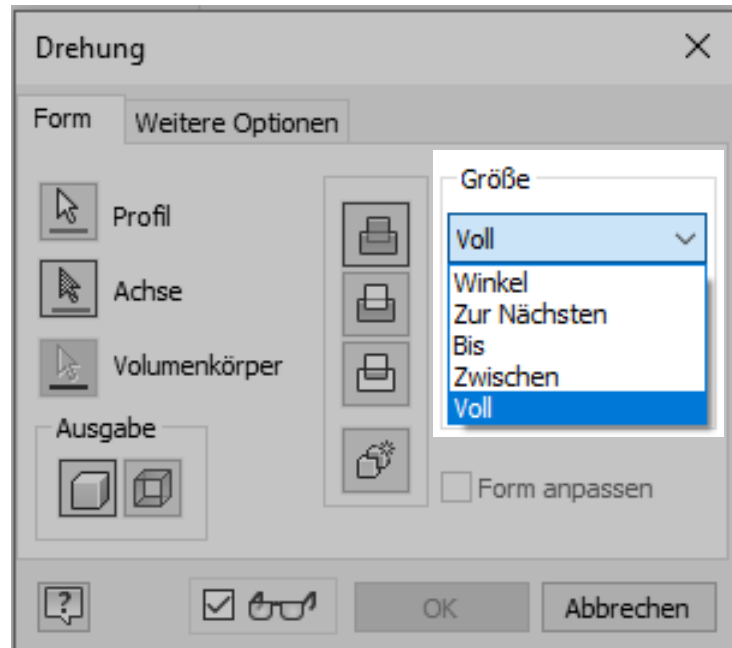 Drehung
Form
Weitere Optionen
Profil
Achse
Volumenkörper
Ausgabe
Größe
Voll
Winkel
Zur Nächsten
Bis
Zwischen
Voll
Form anpassen
?
OK
Abbrechen